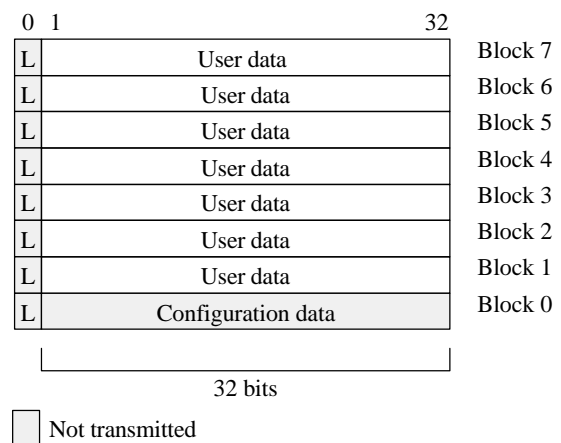 0 1 32
L User data Block 7
L User data Block 6
L User data Block 5
L User data Block 4
L User data Block 3
L User data Block 2
L User data Block 1
L Configuration data Block 0
32 bits
Not transmitted